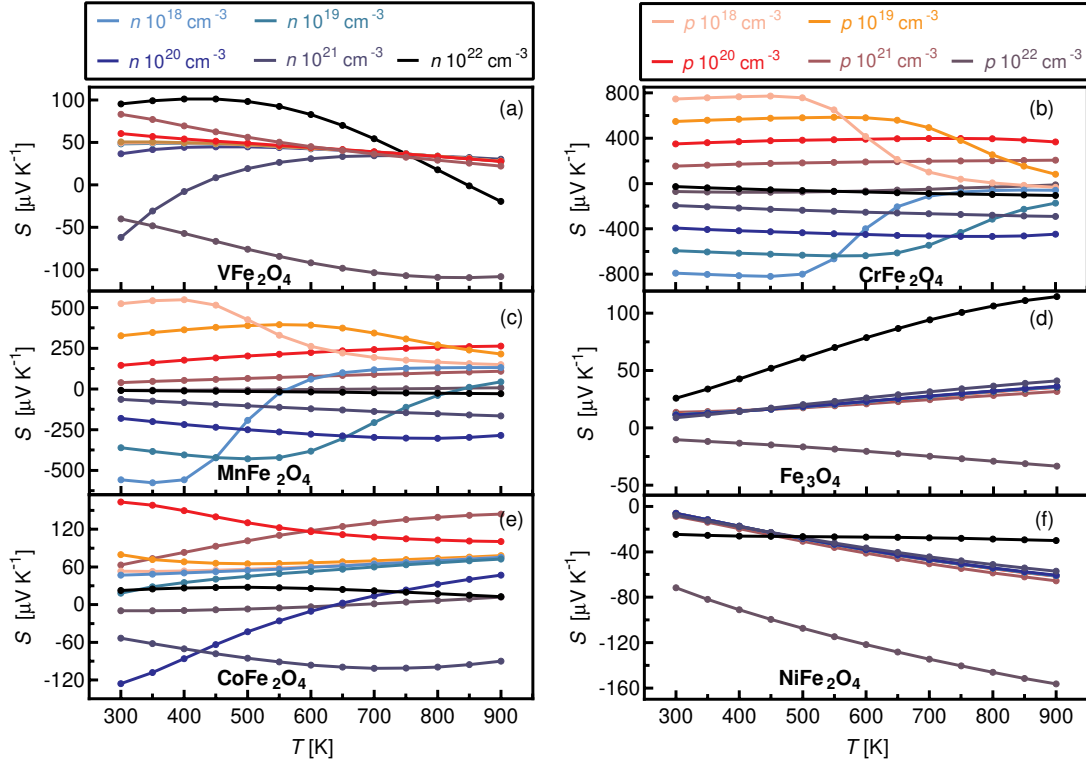 n 10^18 cm^-3 n 10^19 cm^-3
n 10^20 cm^-3 n 10^21 cm^-3 n 10^22 cm^-3
p 10^18 cm^-3 p 10^19 cm^-3
p 10^20 cm^-3 p 10^21 cm^-3 p 10^22 cm^-3
(a)
100
50
0
-50
-100
S [µV K^-1]
VFe₂O₄
(b)
800
400
0
-400
-800
S [µV K^-1]
CrFe₂O₄
(c)
500
250
0
-250
-500
S [µV K^-1]
MnFe₂O₄
(d)
100
50
0
-50
S [µV K^-1]
Fe₃O₄
(e)
120
60
0
-60
-120
S [µV K^-1]
CoFe₂O₄
300 400 500 600 700 800 900
T [K]
(f)
0
-40
-80
-120
-160
S [µV K^-1]
NiFe₂O₄
300 400 500 600 700 800 900
T [K]